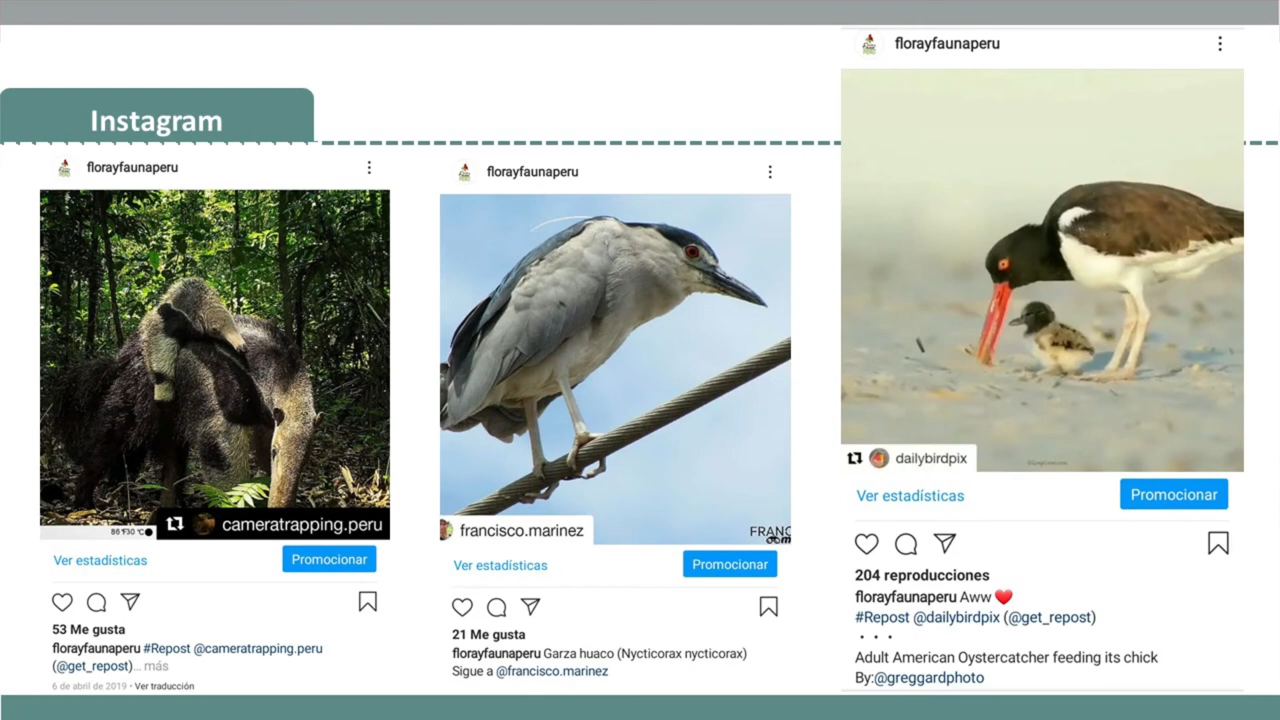 Instagram
florayfaunaperu
86°F30°C
cameratrapping.peru
Ver estadísticas
Promocionar
53 Me gusta
florayfaunaperu #Repost @cameratrapping.peru
(@get_repost)... más
6 de abril de 2019 • Ver traducción
florayfaunaperu
francisco.marinez
FRANC
Ver estadísticas
Promocionar
21 Me gusta
florayfaunaperu Garza huaco (Nycticorax nycticorax)
Sigue a @francisco.marinez
florayfaunaperu
dailybirdpix
Ver estadísticas
Promocionar
204 reproducciones
florayfaunaperu Aww ❤️
#Repost @dailybirdpix (@get_repost)
• • •
Adult American Oystercatcher feeding its chick
By:@greggardphoto